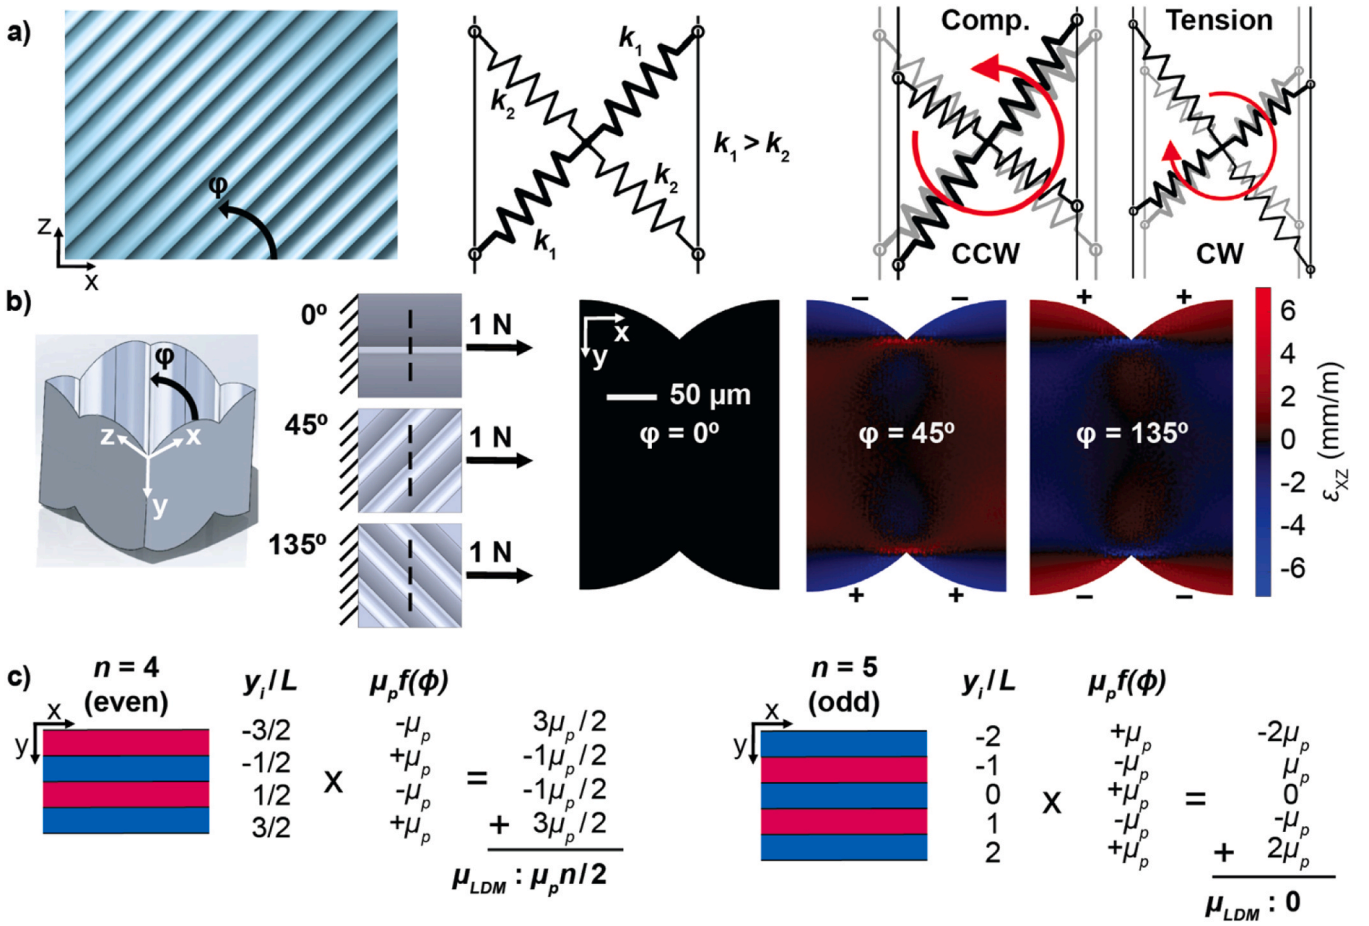 a)
φ
z
x
k₁
k₂
k₂
k₁
k₁ > k₂
Comp.
CCW
Tension
CW
b)
φ
z
x
y
0º
1 N
45º
1 N
135º
1 N
x
y
50 µm
φ = 0º
− −
φ = 45º
+ +
+ +
φ = 135º
− −
6
4
2
0
-2
-4
-6
εXZ (mm/m)
c)
n = 4
(even)
x
y
yᵢ/L
-3/2
-1/2
1/2
3/2
x
μₚf(ϕ)
-μₚ
+μₚ
-μₚ
+μₚ
=
3μₚ/2
-1μₚ/2
-1μₚ/2
+ 3μₚ/2
μLDM : μₚn/2
n = 5
(odd)
x
y
yᵢ/L
-2
-1
0
1
2
x
μₚf(ϕ)
+μₚ
-μₚ
+μₚ
-μₚ
+μₚ
=
-2μₚ
μₚ
0
-μₚ
+ 2μₚ
μLDM : 0